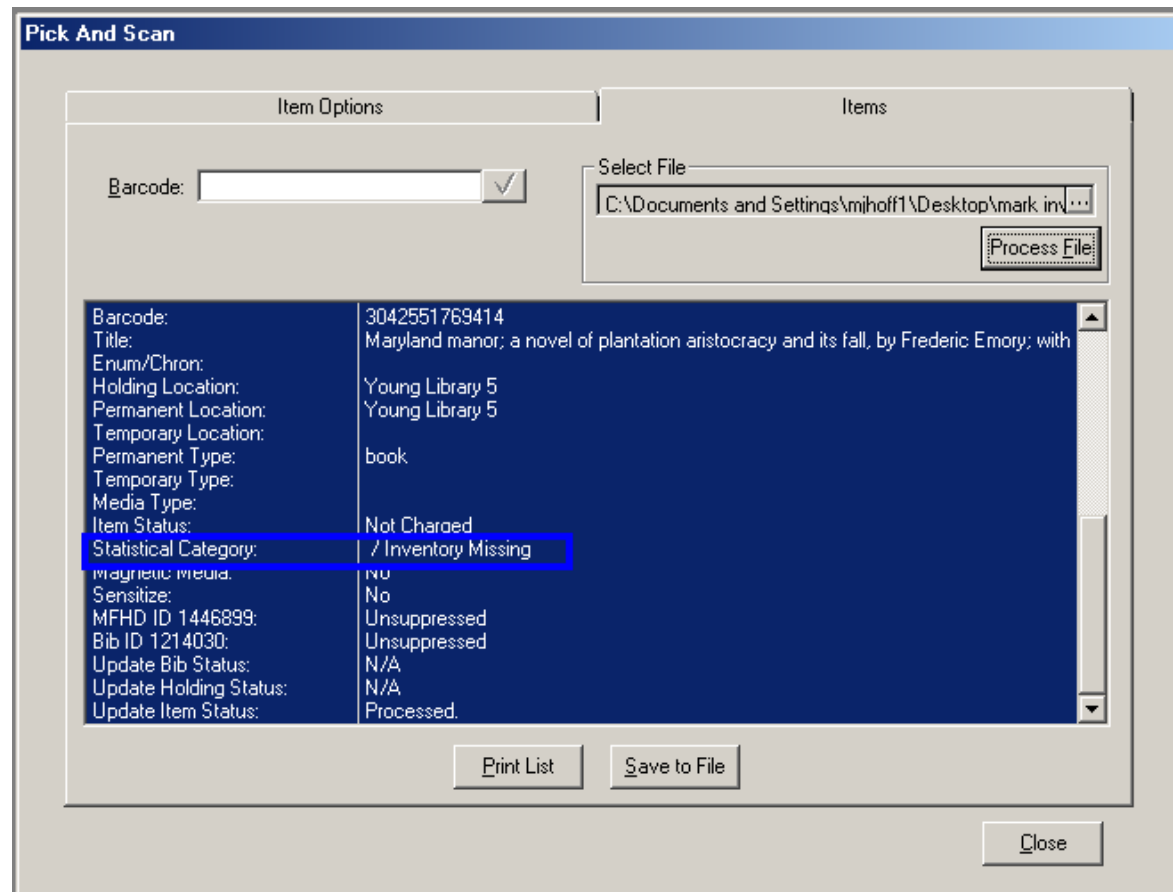 Pick And Scan
Item Options
Items
Barcode:
Select File
C:\Documents and Settings\mjhoff1\Desktop\mark inv
...
Process File
Barcode: 3042551769414
Title: Maryland manor; a novel of plantation aristocracy and its fall, by Frederic Emory; with
Enum/Chron:
Holding Location: Young Library 5
Permanent Location: Young Library 5
Temporary Location:
Permanent Type: book
Temporary Type:
Media Type:
Item Status: Not Charged
Statistical Category: / Inventory Missing
Magnetic Media: No
Sensitize: No
MFHD ID 1446899: Unsuppressed
Bib ID 1214030: Unsuppressed
Update Bib Status: N/A
Update Holding Status: N/A
Update Item Status: Processed.
Print List
Save to File
Close